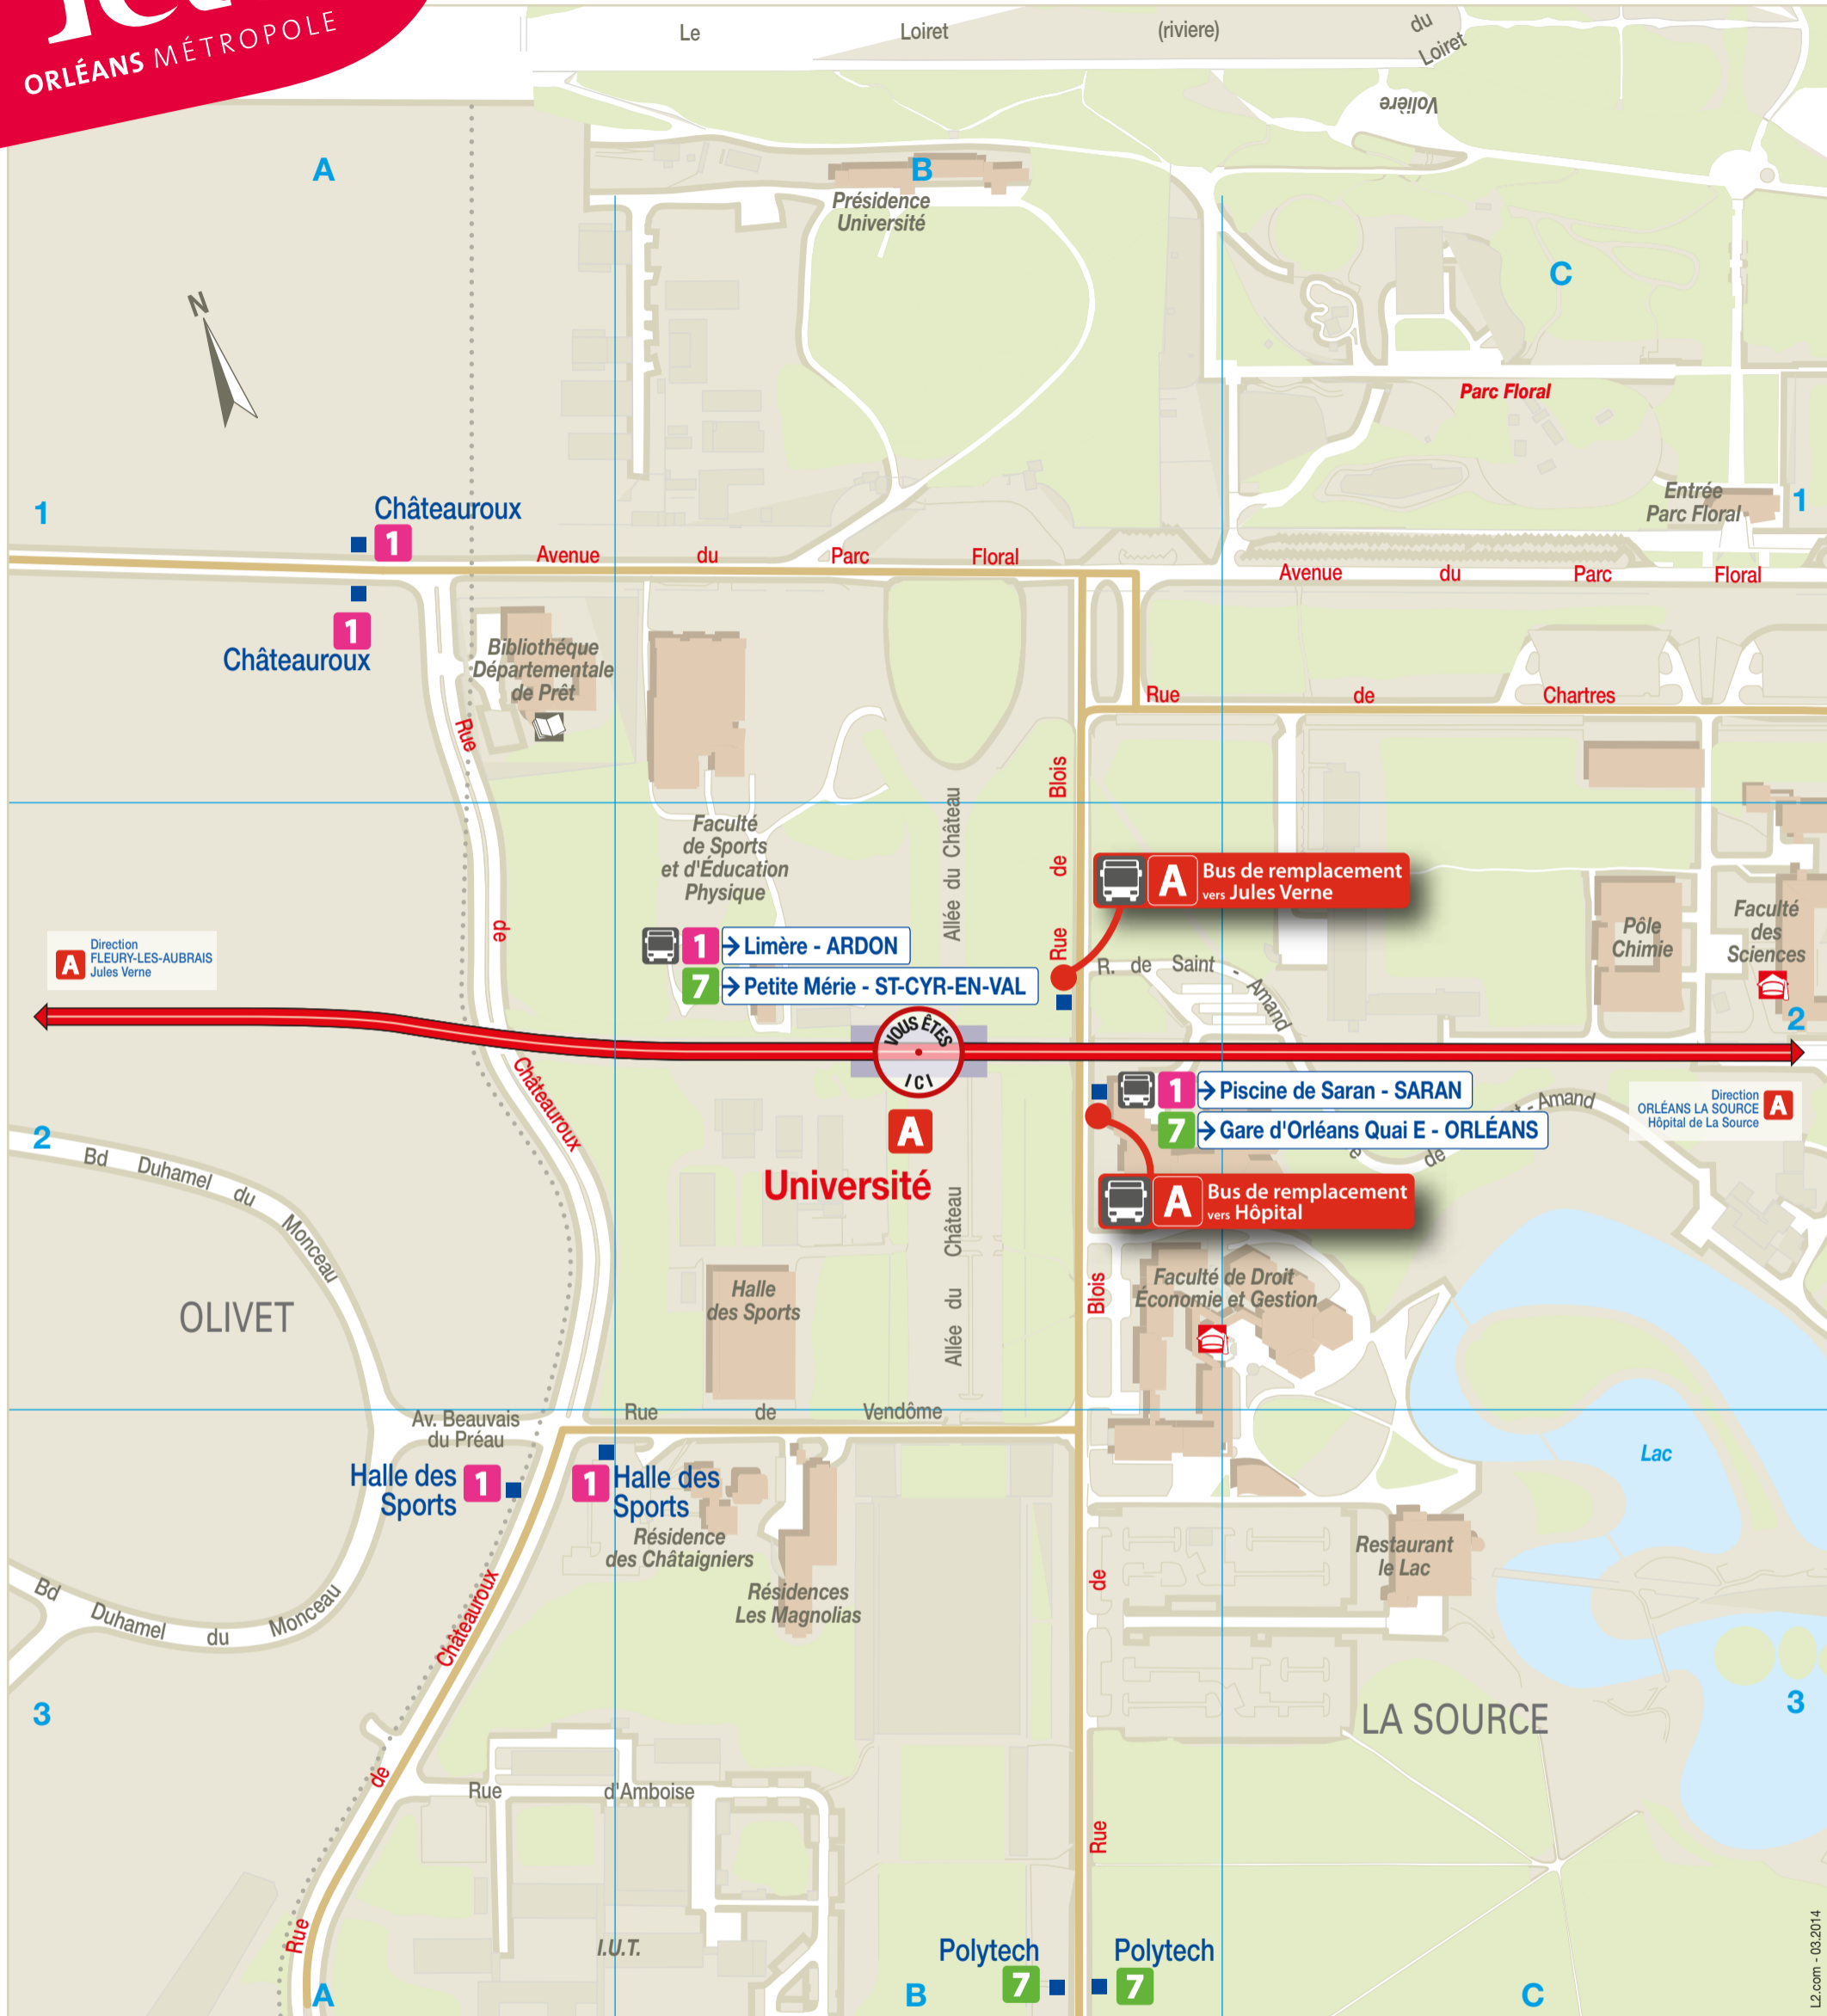 ORLÉANS MÉTROPOLE
Le Loiret (riviere) du Loiret
Volière
A
B
Présidence
Université
C
N
Parc Floral
Entrée
Parc Floral
1
1
Châteauroux
1
Avenue du Parc Floral
Avenue du Parc Floral
1
Châteauroux
Bibliothéque
Départementale
de Prêt
Rue de Chartres
Rue de Châteauroux
Rue de Blois
Allée du Château
Faculté
de Sports
et d'Éducation
Physique
A Bus de remplacement
vers Jules Verne
Pôle
Chimie
Faculté
des
Sciences
1 → Limère - ARDON
7 → Petite Mérie - ST-CYR-EN-VAL
R. de Saint - Amand
A Direction
FLEURY-LES-AUBRAIS
Jules Verne
2
VOUS ÊTES
ICI
1 → Piscine de Saran - SARAN
7 → Gare d'Orléans Quai E - ORLÉANS
e de t - Amand
Direction
ORLÉANS LA SOURCE
Hôpital de La Source
A
A
Université
2
Bd Duhamel du Monceau
A Bus de remplacement
vers Hôpital
Allée du Château
Halle
des Sports
Faculté de Droit
Économie et Gestion
OLIVET
Rue de Vendôme
Av. Beauvais
du Préau
Lac
Halle des
Sports
1
1
Halle des
Sports
Résidence
des Châtaigniers
Résidences
Les Magnolias
Restaurant
le Lac
Bd Duhamel du Monceau
Rue de Châteauroux
Rue de Blois
3
3
LA SOURCE
Rue d'Amboise
I.U.T.
Polytech
7
Polytech
7
A
B
C
L2.com - 03.2014